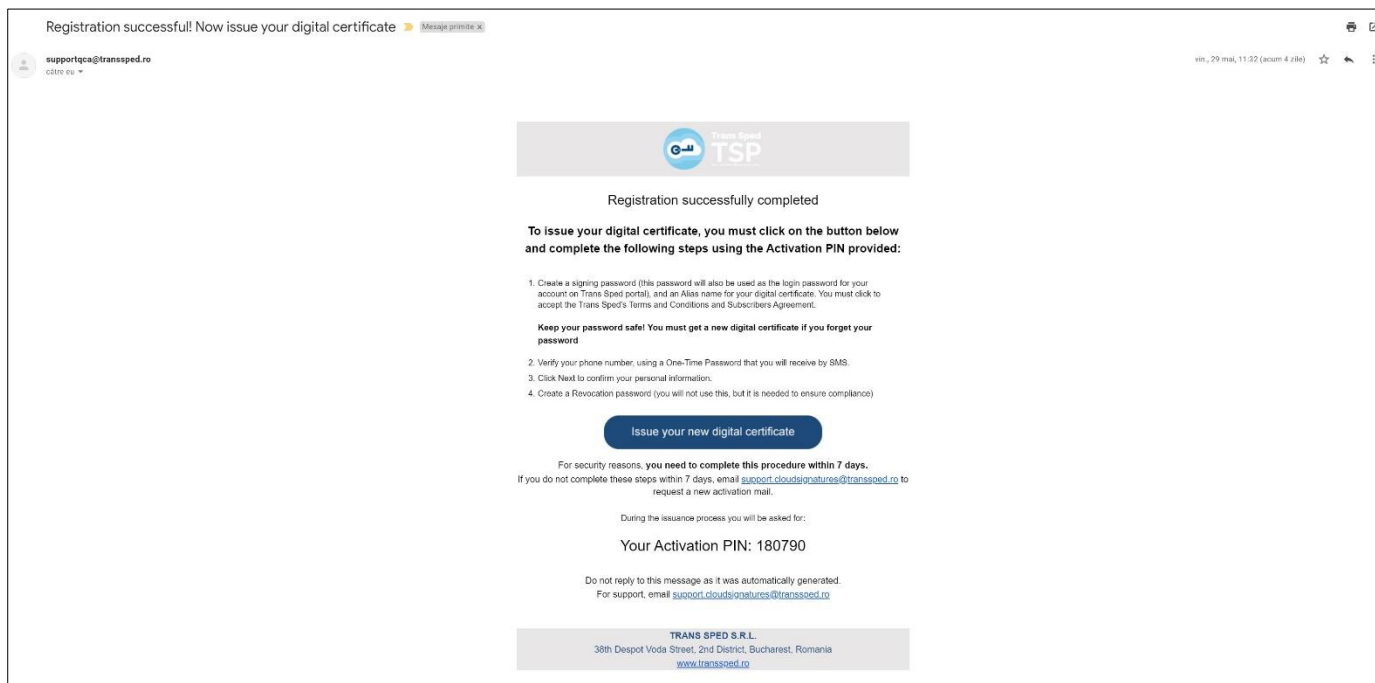 Registration successful! Now issue your digital certificate
Mesaje primite x
supportqca@transsped.ro
către eu
vin., 29 mai, 11:32 (acum 4 zile)
Trans Sped
TSP
Registration successfully completed
To issue your digital certificate, you must click on the button below
and complete the following steps using the Activation PIN provided:
1. Create a signing password (this password will also be used as the login password for your
account on Trans Sped portal), and an Alias name for your digital certificate. You must click to
accept the Trans Sped's Terms and Conditions and Subscribers Agreement.
Keep your password safe! You must get a new digital certificate if you forget your
password
2. Verify your phone number, using a One-Time Password that you will receive by SMS.
3. Click Next to confirm your personal information.
4. Create a Revocation password (you will not use this, but it is needed to ensure compliance)
Issue your new digital certificate
For security reasons, you need to complete this procedure within 7 days.
If you do not complete these steps within 7 days, email support.cloudsignatures@transsped.ro to
request a new activation mail.
During the issuance process you will be asked for:
Your Activation PIN: 180790
Do not reply to this message as it was automatically generated.
For support, email support.cloudsignatures@transsped.ro
TRANS SPED S.R.L.
38th Despot Voda Street, 2nd District, Bucharest, Romania
www.transsped.ro